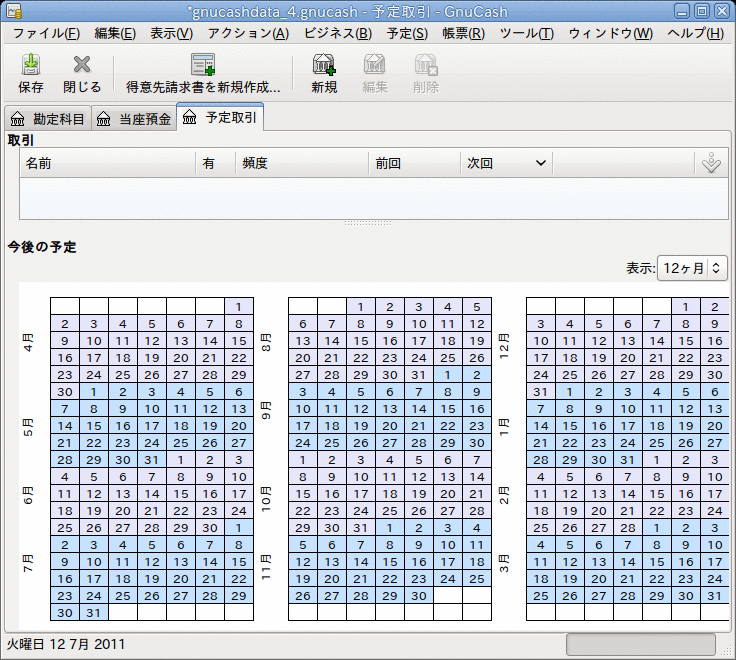 *gnucashdata_4.gnucash - 予定取引 - GnuCash
ファイル(F) 編集(E) 表示(V) アクション(A) ビジネス(B) 予定(S) 帳票(R) ツール(T) ウィンドウ(W) ヘルプ(H)
保存 閉じる 得意先請求書を新規作成... 新規 編集 削除
勘定科目 当座預金 予定取引
取引
名前 有 頻度 前回 次回
今後の予定
表示: 12ヶ月
1 1 2 3 4 5 1 2
2 3 4 5 6 7 8 6 7 8 9 10 11 12 3 4 5 6 7 8 9
4月 9 10 11 12 13 14 15 8月 13 14 15 16 17 18 19 12月 10 11 12 13 14 15 16
16 17 18 19 20 21 22 20 21 22 23 24 25 26 17 18 19 20 21 22 23
23 24 25 26 27 28 29 27 28 29 30 31 1 2 24 25 26 27 28 29 30
30 1 2 3 4 5 6 3 4 5 6 7 8 9 31 1 2 3 4 5 6
7 8 9 10 11 12 13 9月 10 11 12 13 14 15 16 7 8 9 10 11 12 13
5月 14 15 16 17 18 19 20 17 18 19 20 21 22 23 1月 14 15 16 17 18 19 20
21 22 23 24 25 26 27 24 25 26 27 28 29 30 21 22 23 24 25 26 27
28 29 30 31 1 2 3 1 2 3 4 5 6 7 28 29 30 31 1 2 3
4 5 6 7 8 9 10 8 9 10 11 12 13 14 4 5 6 7 8 9 10
6月 11 12 13 14 15 16 17 10月 15 16 17 18 19 20 21 2月 11 12 13 14 15 16 17
18 19 20 21 22 23 24 22 23 24 25 26 27 28 18 19 20 21 22 23 24
25 26 27 28 29 30 1 29 30 31 1 2 3 4 25 26 27 28 1 2 3
2 3 4 5 6 7 8 5 6 7 8 9 10 11 4 5 6 7 8 9 10
7月 9 10 11 12 13 14 15 11月 12 13 14 15 16 17 18 3月 11 12 13 14 15 16 17
16 17 18 19 20 21 22 19 20 21 22 23 24 25 18 19 20 21 22 23 24
23 24 25 26 27 28 29 26 27 28 29 30 25 26 27 28 29 30 31
30 31
火曜日 12 7月 2011